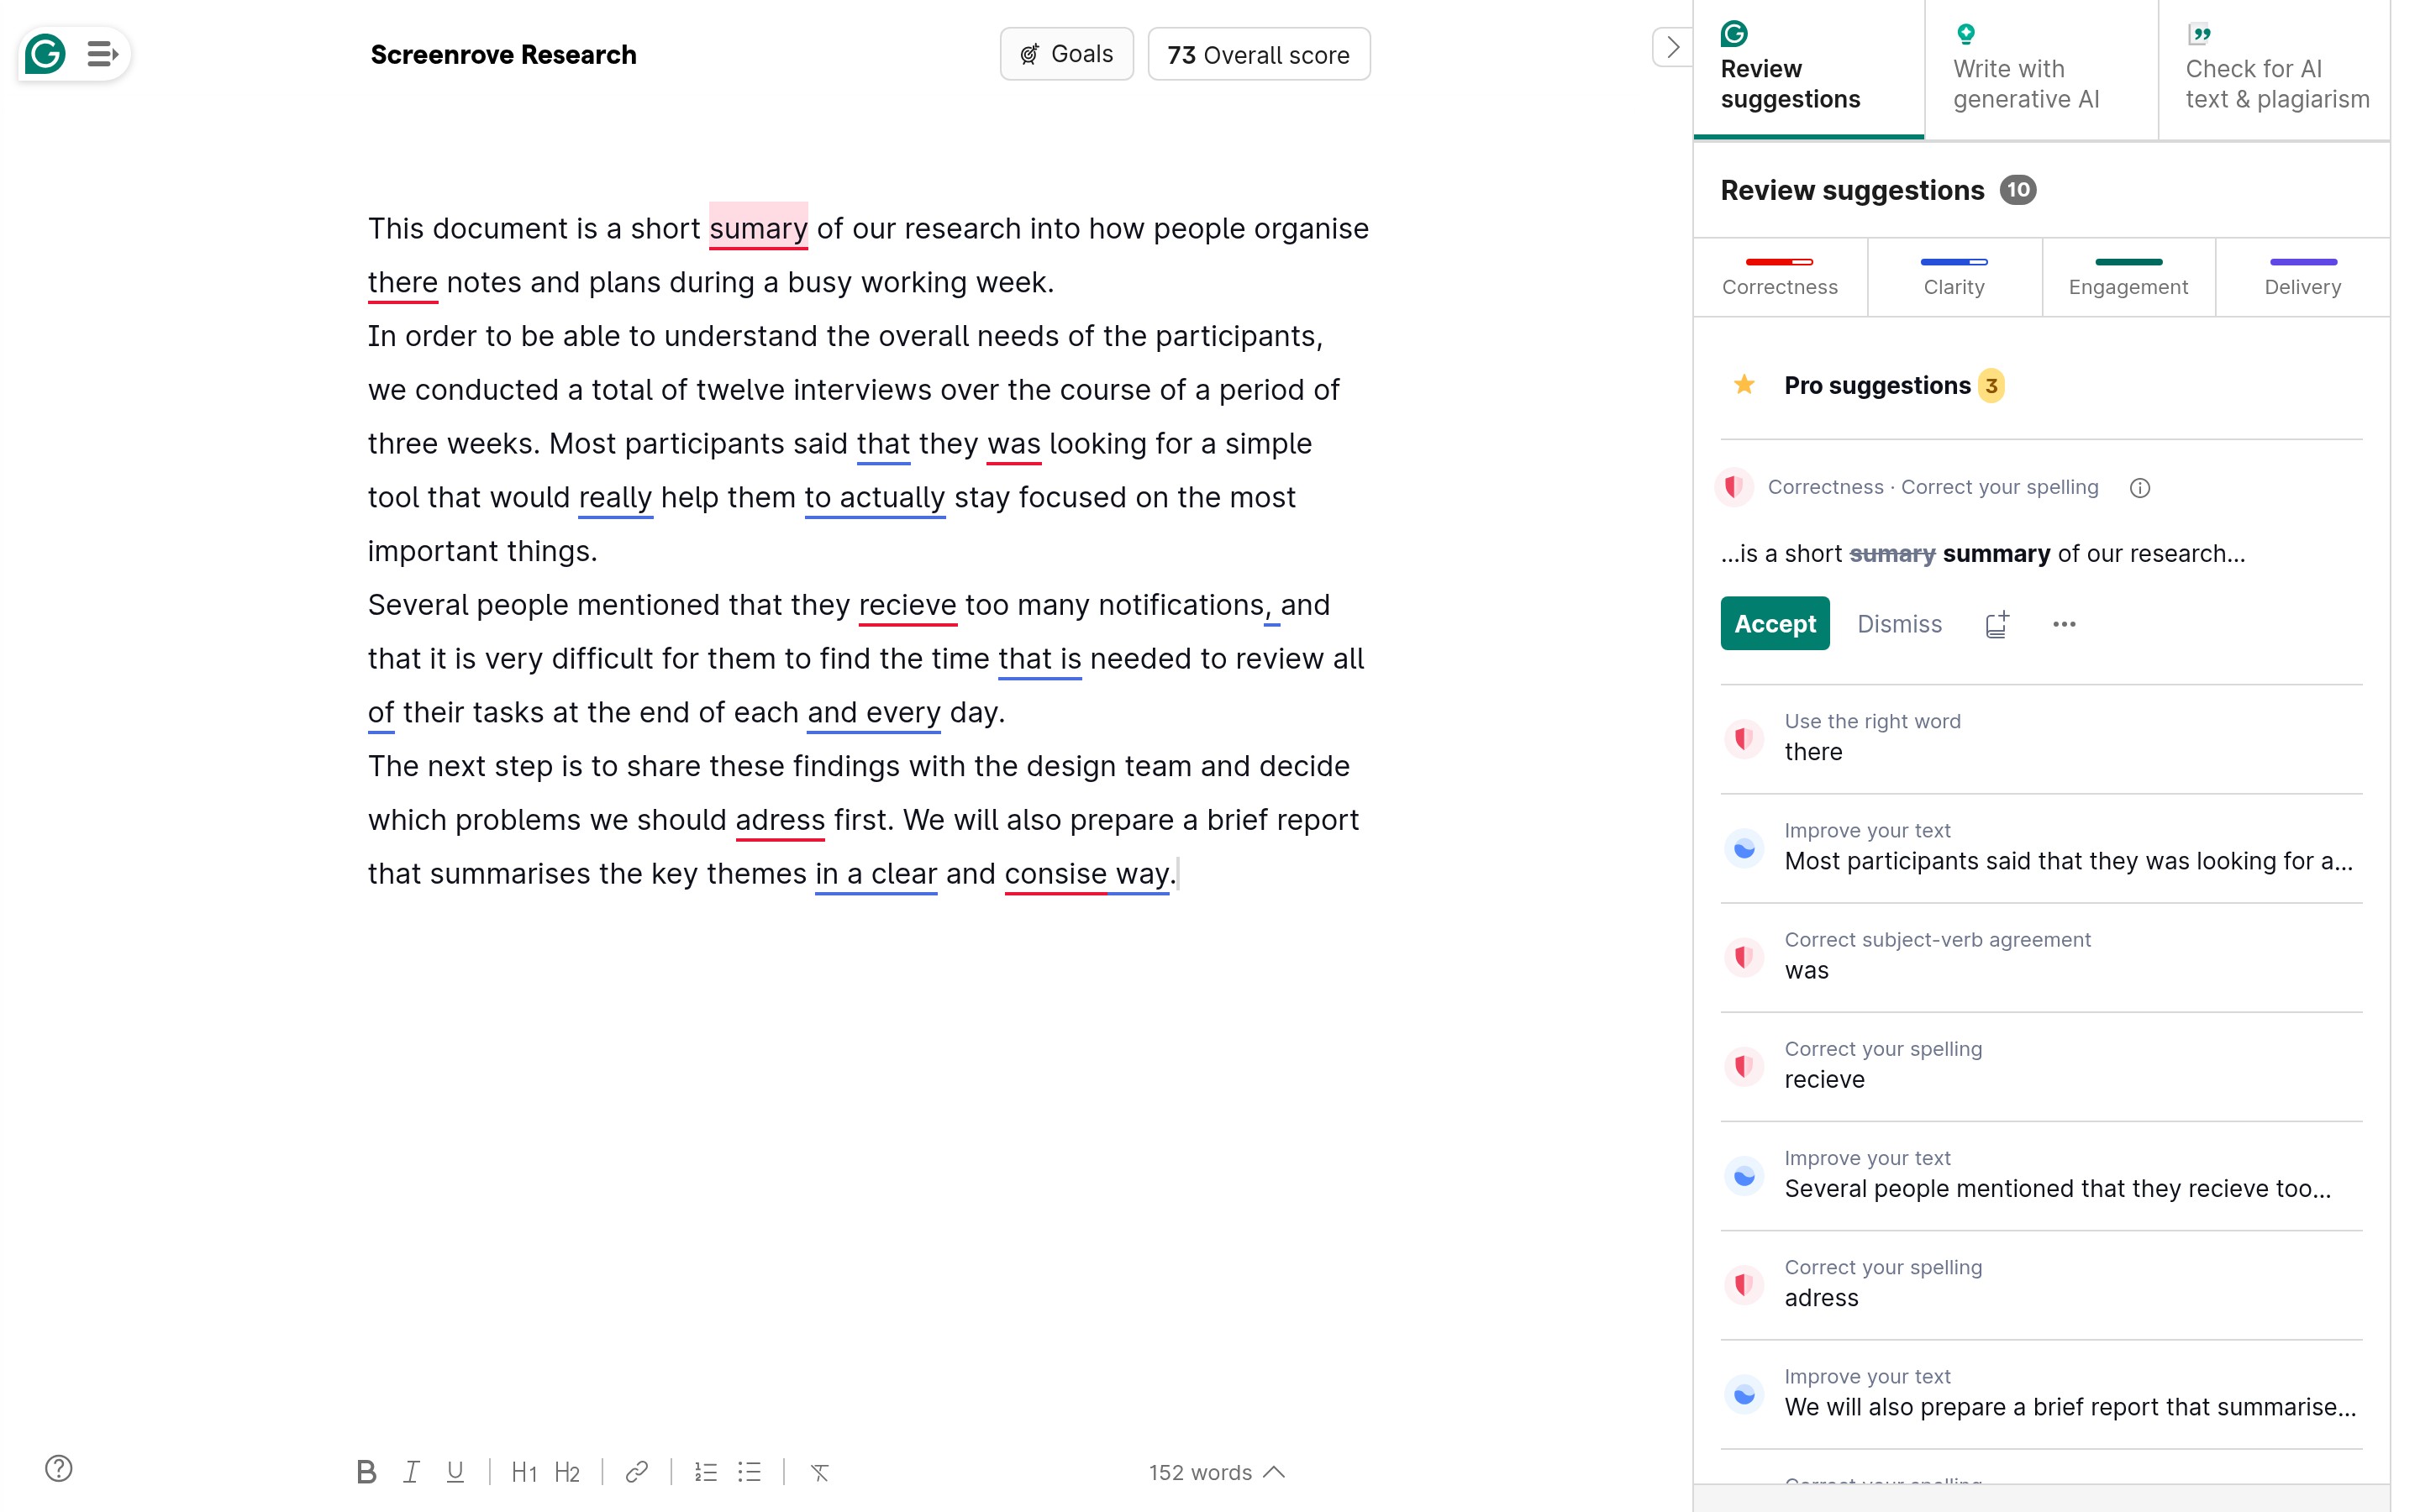 Screenrove Research
Goals
73 Overall score
This document is a short sumary of our research into how people organise
there notes and plans during a busy working week.
In order to be able to understand the overall needs of the participants,
we conducted a total of twelve interviews over the course of a period of
three weeks. Most participants said that they was looking for a simple
tool that would really help them to actually stay focused on the most
important things.
Several people mentioned that they recieve too many notifications, and
that it is very difficult for them to find the time that is needed to review all
of their tasks at the end of each and every day.
The next step is to share these findings with the design team and decide
which problems we should adress first. We will also prepare a brief report
that summarises the key themes in a clear and consise way.
B I U H1 H2
152 words
Review
suggestions
Write with
generative AI
Check for AI
text & plagiarism
Review suggestions 10
Correctness
Clarity
Engagement
Delivery
Pro suggestions 3
Correctness · Correct your spelling
...is a short sumary summary of our research...
Accept
Dismiss
Use the right word
there
Improve your text
Most participants said that they was looking for a...
Correct subject-verb agreement
was
Correct your spelling
recieve
Improve your text
Several people mentioned that they recieve too...
Correct your spelling
adress
Improve your text
We will also prepare a brief report that summarise...
Correct your spelling